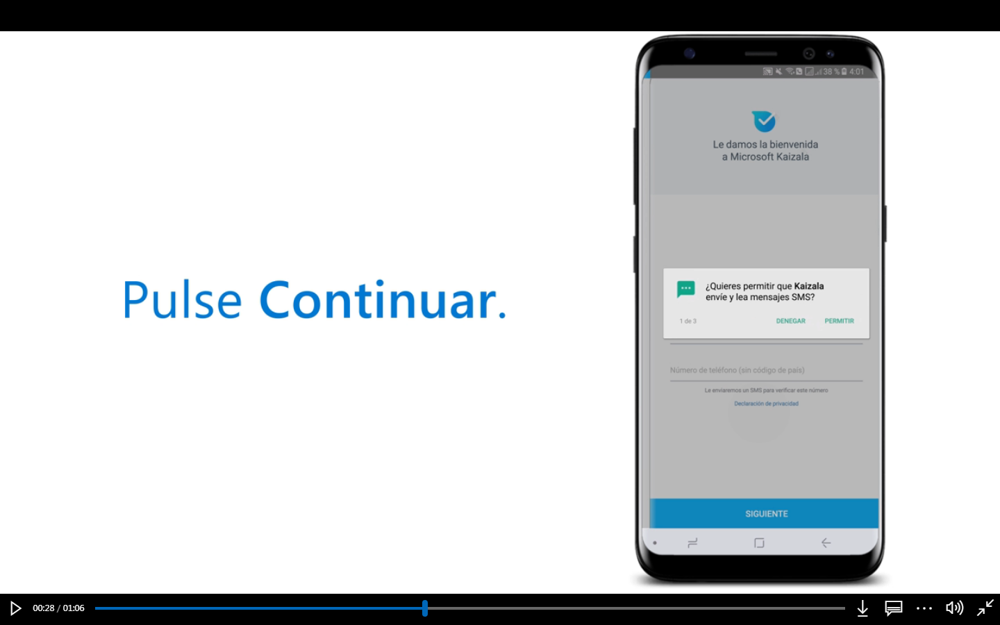 38 % 4:01
Le damos la bienvenida
a Microsoft Kaizala
Pulse Continuar.
¿Quieres permitir que Kaizala
envíe y lea mensajes SMS?
1 de 3 DENEGAR PERMITIR
Número de teléfono (sin código de país)
Le enviaremos un SMS para verificar este número
Declaración de privacidad
SIGUIENTE
00:28 / 01:06